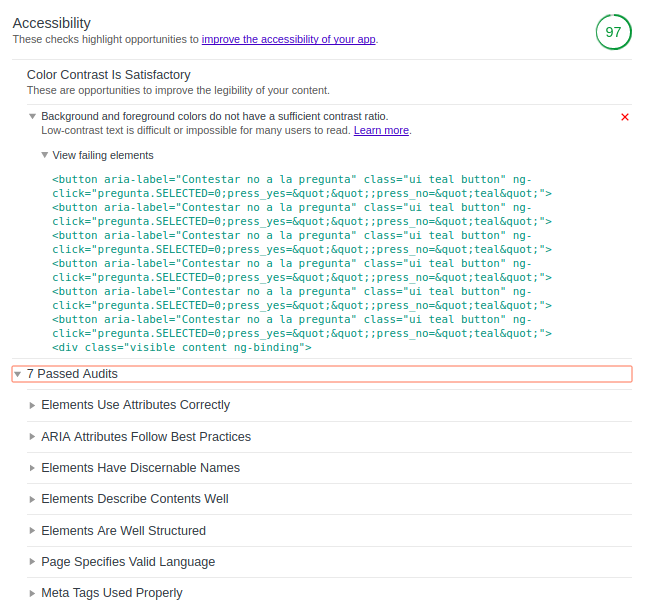 Accessibility
These checks highlight opportunities to improve the accessibility of your app.
97
Color Contrast Is Satisfactory
These are opportunities to improve the legibility of your content.
Background and foreground colors do not have a sufficient contrast ratio.
Low-contrast text is difficult or impossible for many users to read. Learn more.
View failing elements
<button aria-label="Contestar no a la pregunta" class="ui teal button" ng-
click="pregunta.SELECTED=0;press_yes=&quot;&quot;;press_no=&quot;teal&quot;">
<button aria-label="Contestar no a la pregunta" class="ui teal button" ng-
click="pregunta.SELECTED=0;press_yes=&quot;&quot;;press_no=&quot;teal&quot;">
<button aria-label="Contestar no a la pregunta" class="ui teal button" ng-
click="pregunta.SELECTED=0;press_yes=&quot;&quot;;press_no=&quot;teal&quot;">
<button aria-label="Contestar no a la pregunta" class="ui teal button" ng-
click="pregunta.SELECTED=0;press_yes=&quot;&quot;;press_no=&quot;teal&quot;">
<button aria-label="Contestar no a la pregunta" class="ui teal button" ng-
click="pregunta.SELECTED=0;press_yes=&quot;&quot;;press_no=&quot;teal&quot;">
<button aria-label="Contestar no a la pregunta" class="ui teal button" ng-
click="pregunta.SELECTED=0;press_yes=&quot;&quot;;press_no=&quot;teal&quot;">
<div class="visible content ng-binding">
7 Passed Audits
Elements Use Attributes Correctly
ARIA Attributes Follow Best Practices
Elements Have Discernable Names
Elements Describe Contents Well
Elements Are Well Structured
Page Specifies Valid Language
Meta Tags Used Properly